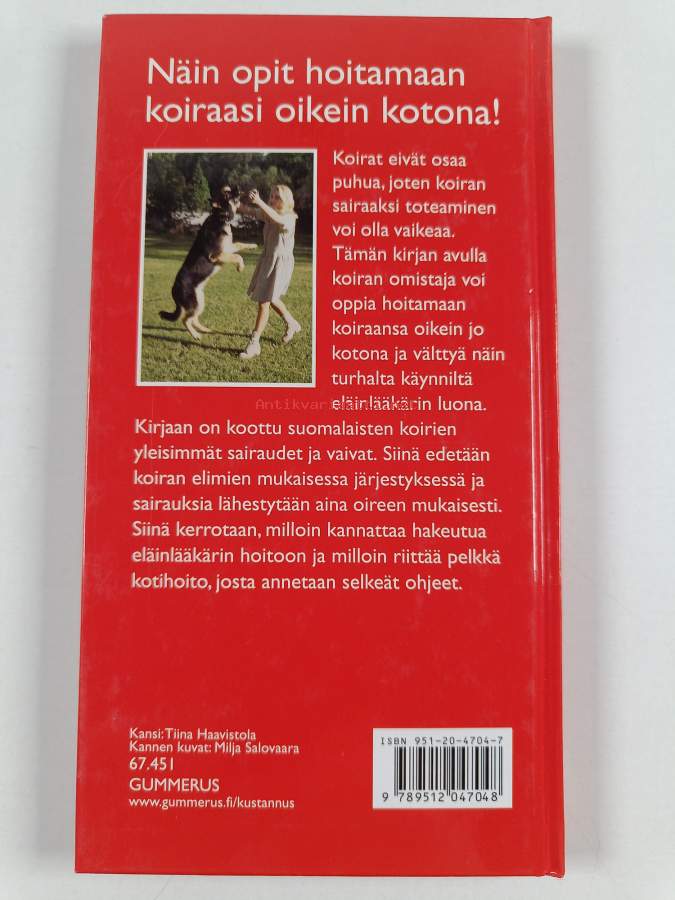 Näin opit hoitamaan
koiraasi oikein kotona!
Koirat eivät osaa
puhua, joten koiran
sairaaksi toteaminen
voi olla vaikeaa.
Tämän kirjan avulla
koiran omistaja voi
oppia hoitamaan
koiraansa oikein jo
kotona ja välttyä näin
turhalta käynniltä
eläinlääkärin luona.
Kirjaan on koottu suomalaisten koirien
yleisimmät sairaudet ja vaivat. Siinä edetään
koiran elimien mukaisessa järjestyksessä ja
sairauksia lähestytään aina oireen mukaisesti.
Siinä kerrotaan, milloin kannattaa hakeutua
eläinlääkärin hoitoon ja milloin riittää pelkkä
kotihoito, josta annetaan selkeät ohjeet.
Kansi: Tiina Haavistola
Kannen kuvat: Milja Salovaara
67.451
GUMMERUS
www.gummerus.fi/kustannus
ISBN 951-20-4704-7
9 789512 047048